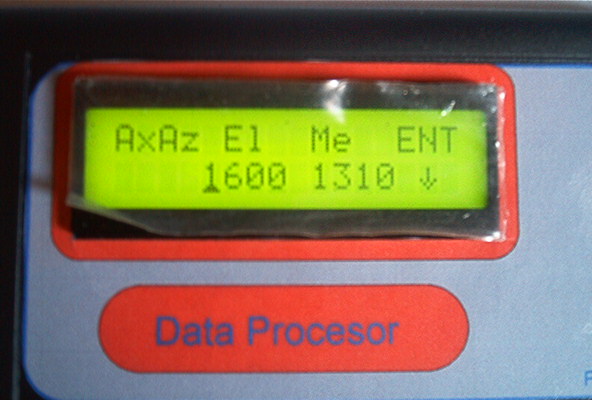 AxAz El Me ENT
1600 1310 ↓
Data Procesor